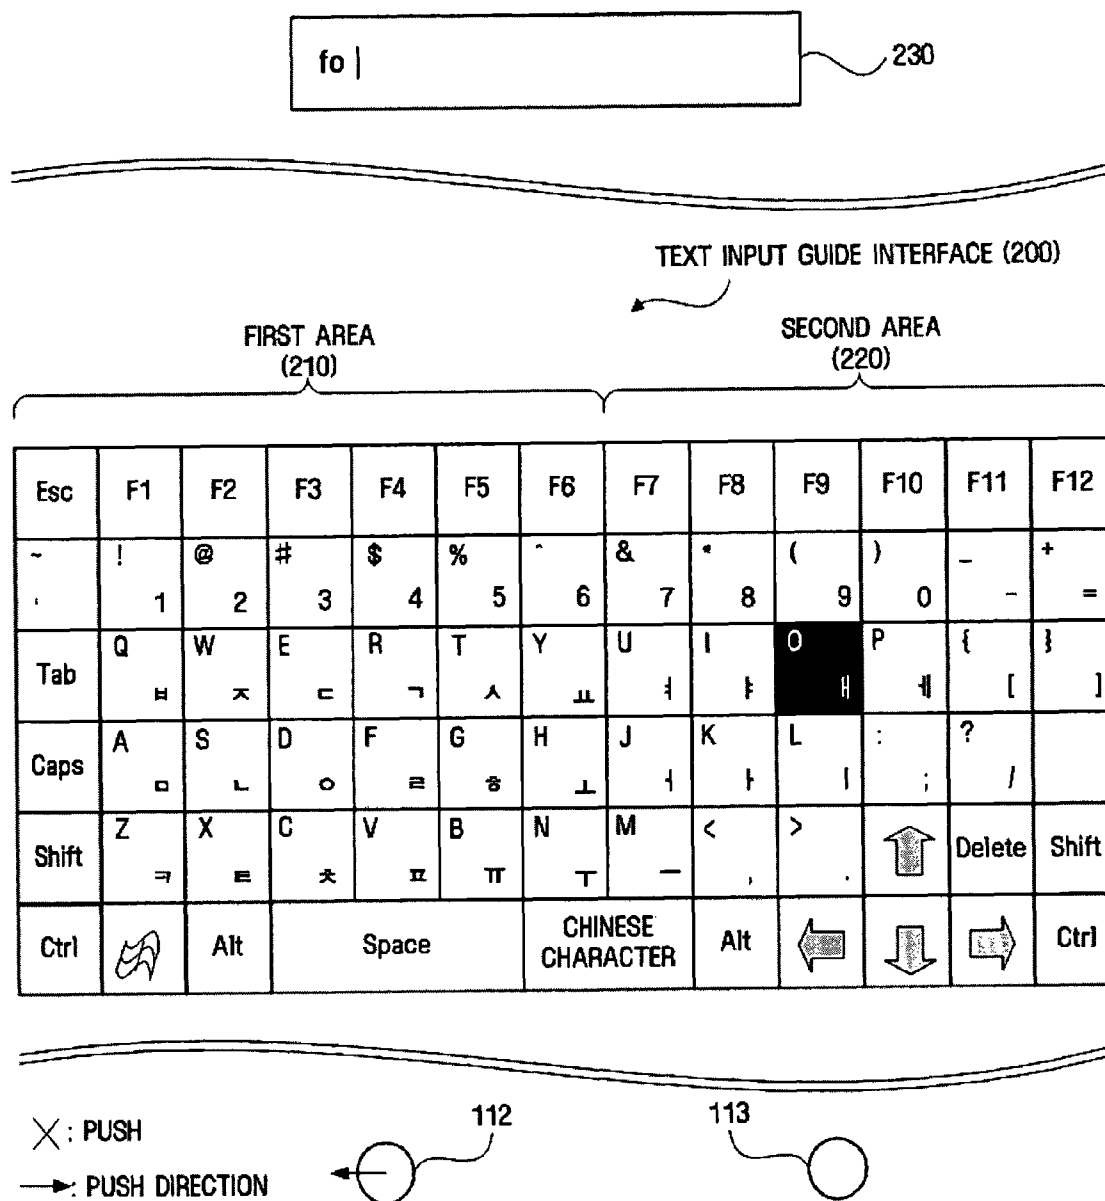 fo |
230
TEXT INPUT GUIDE INTERFACE (200)
FIRST AREA
(210)
SECOND AREA
(220)
Esc F1 F2 F3 F4 F5 F6 F7 F8 F9 F10 F11 F12
~ ! @ # $ % ^ & * ( ) _ +
' 1 2 3 4 5 6 7 8 9 0 - =
Tab Q W E R T Y U I O P { }
ㅂ ㅈ ㄷ ㄱ ㅅ ㅛ ㅕ ㅑ ㅐ ㅔ [ ]
Caps A S D F G H J K L : ?
ㅁ ㄴ ㅇ ㄹ ㅎ ㅗ ㅓ ㅏ ㅣ ; /
Shift Z X C V B N M < > Delete Shift
ㅋ ㅌ ㅊ ㅍ ㅠ ㅜ ㅡ , .
Ctrl Alt Space CHINESE CHARACTER Alt Ctrl
112
113
X : PUSH
→ : PUSH DIRECTION